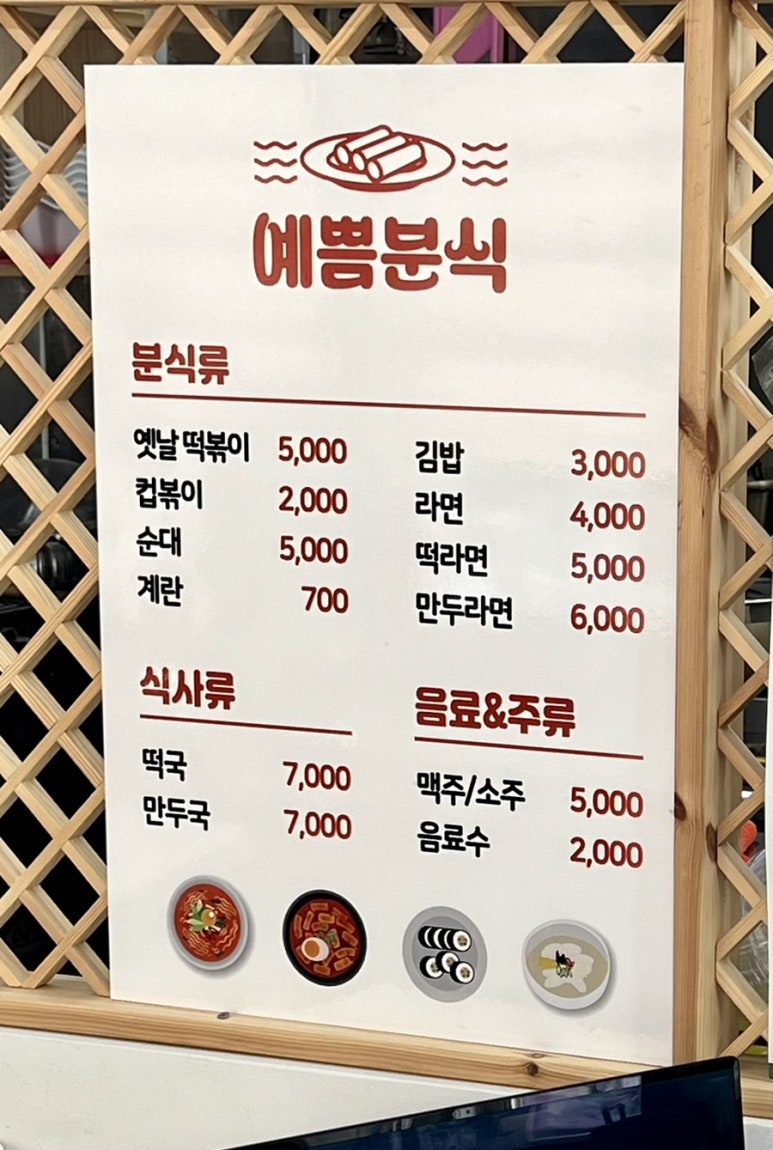 예쁨분식
분식류
옛날 떡볶이 5,000
컵볶이 2,000
순대 5,000
계란 700
김밥 3,000
라면 4,000
떡라면 5,000
만두라면 6,000
식사류
떡국 7,000
만두국 7,000
음료&주류
맥주/소주 5,000
음료수 2,000